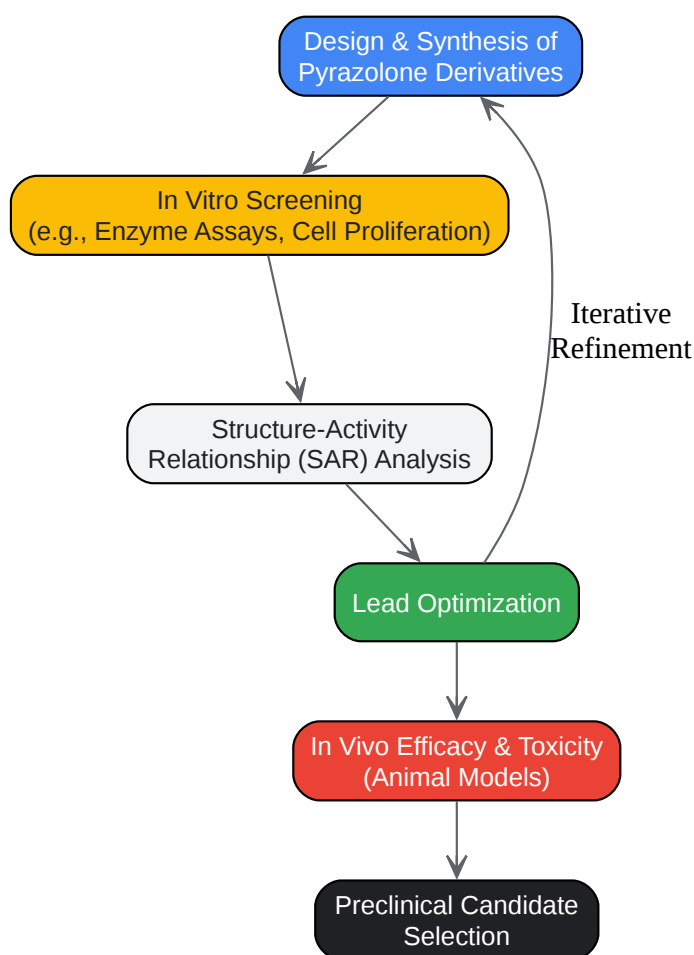 Design & Synthesis of
Pyrazolone Derivatives
In Vitro Screening
(e.g., Enzyme Assays, Cell Proliferation)
Iterative
Refinement
Structure-Activity
Relationship (SAR) Analysis
Lead Optimization
In Vivo Efficacy & Toxicity
(Animal Models)
Preclinical Candidate
Selection